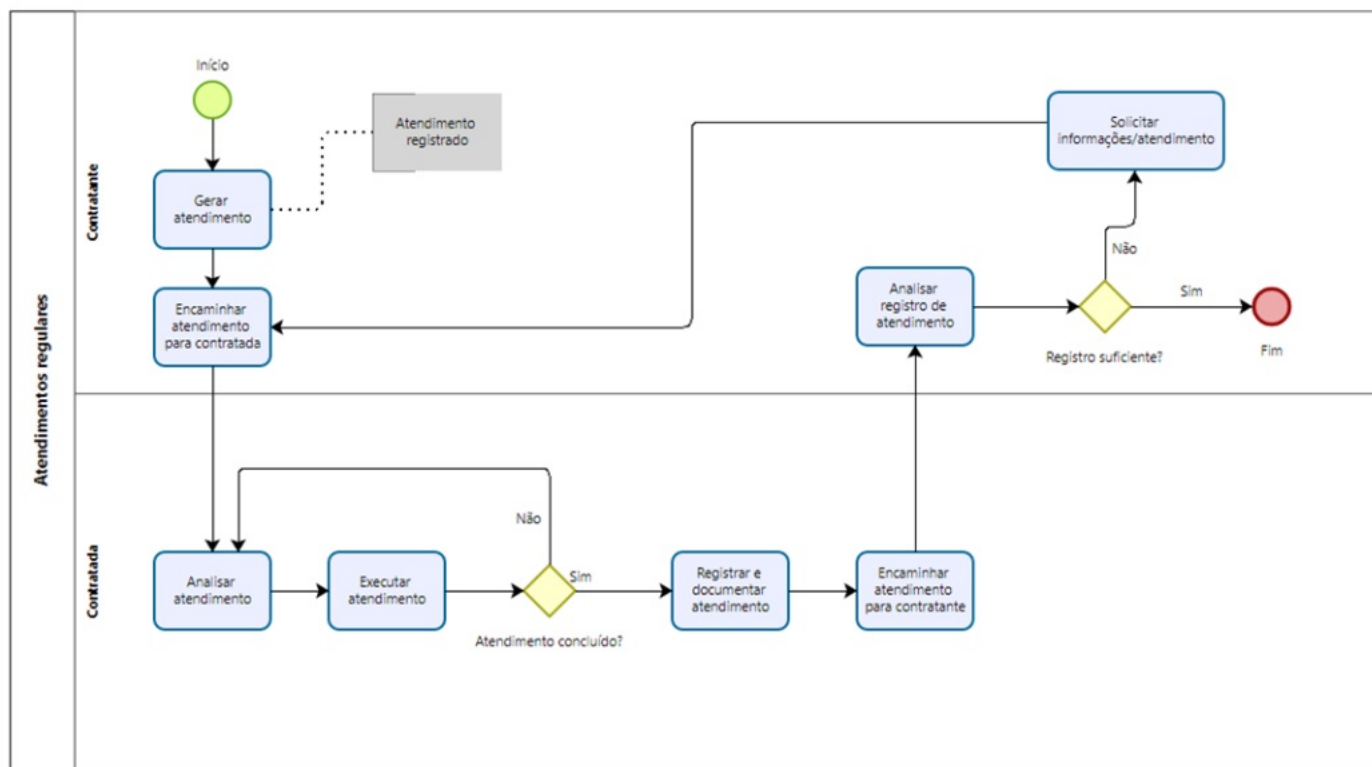 Atendimentos regulares
Contratante
Início
Atendimento
registrado
Gerar
atendimento
Encaminhar
atendimento
para contratada
Solicitar
informações/atendimento
Não
Analisar
registro de
atendimento
Sim
Registro suficiente?
Fim
Contratada
Não
Analisar
atendimento
Executar
atendimento
Sim
Atendimento concluído?
Registrar e
documentar
atendimento
Encaminhar
atendimento
para contratante